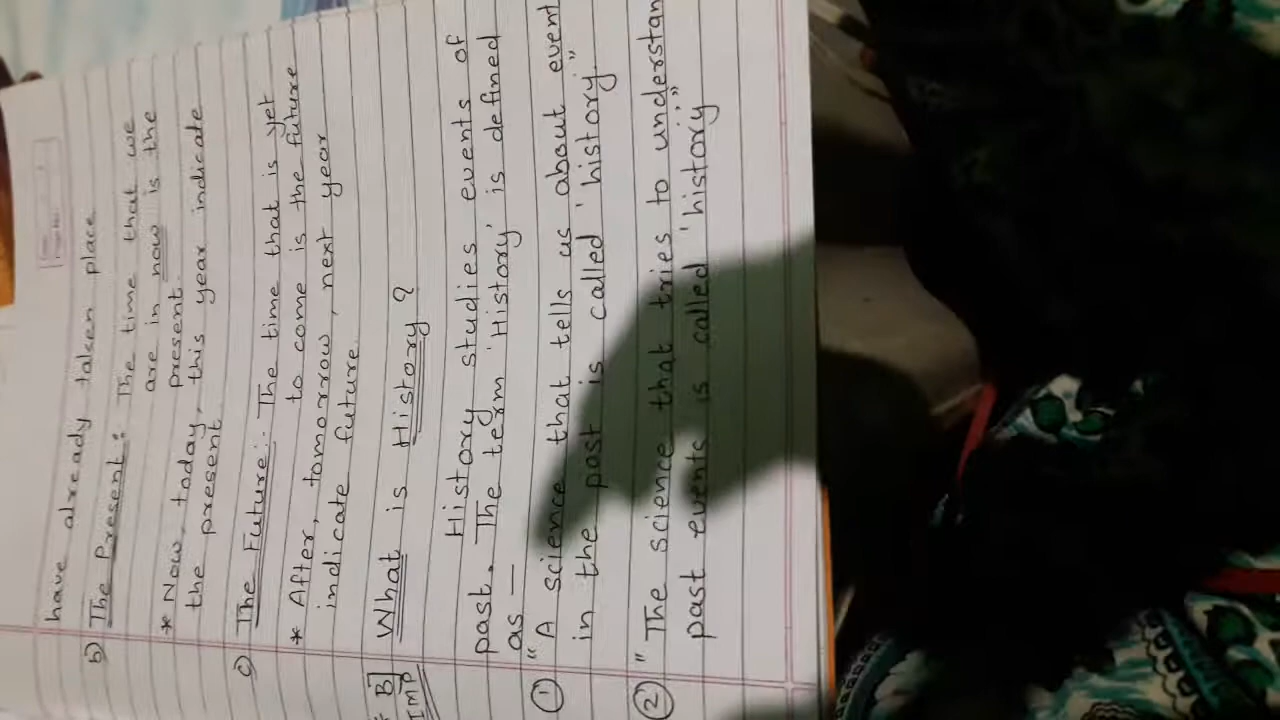 have already taken place
b) The Present: The time that we
are in now is the
present.
* Now, today, this year indicate
the present
c) The Future:- The time that is yet
to come is the future
* After, tomorrow, next year
indicate future.
* B] What is History?
IMP
History studies events of
past. The term 'History' is defined
as —
① "A science that tells us about event
in the past is called 'history'."
② "The science that tries to understan
past events is called 'history'."